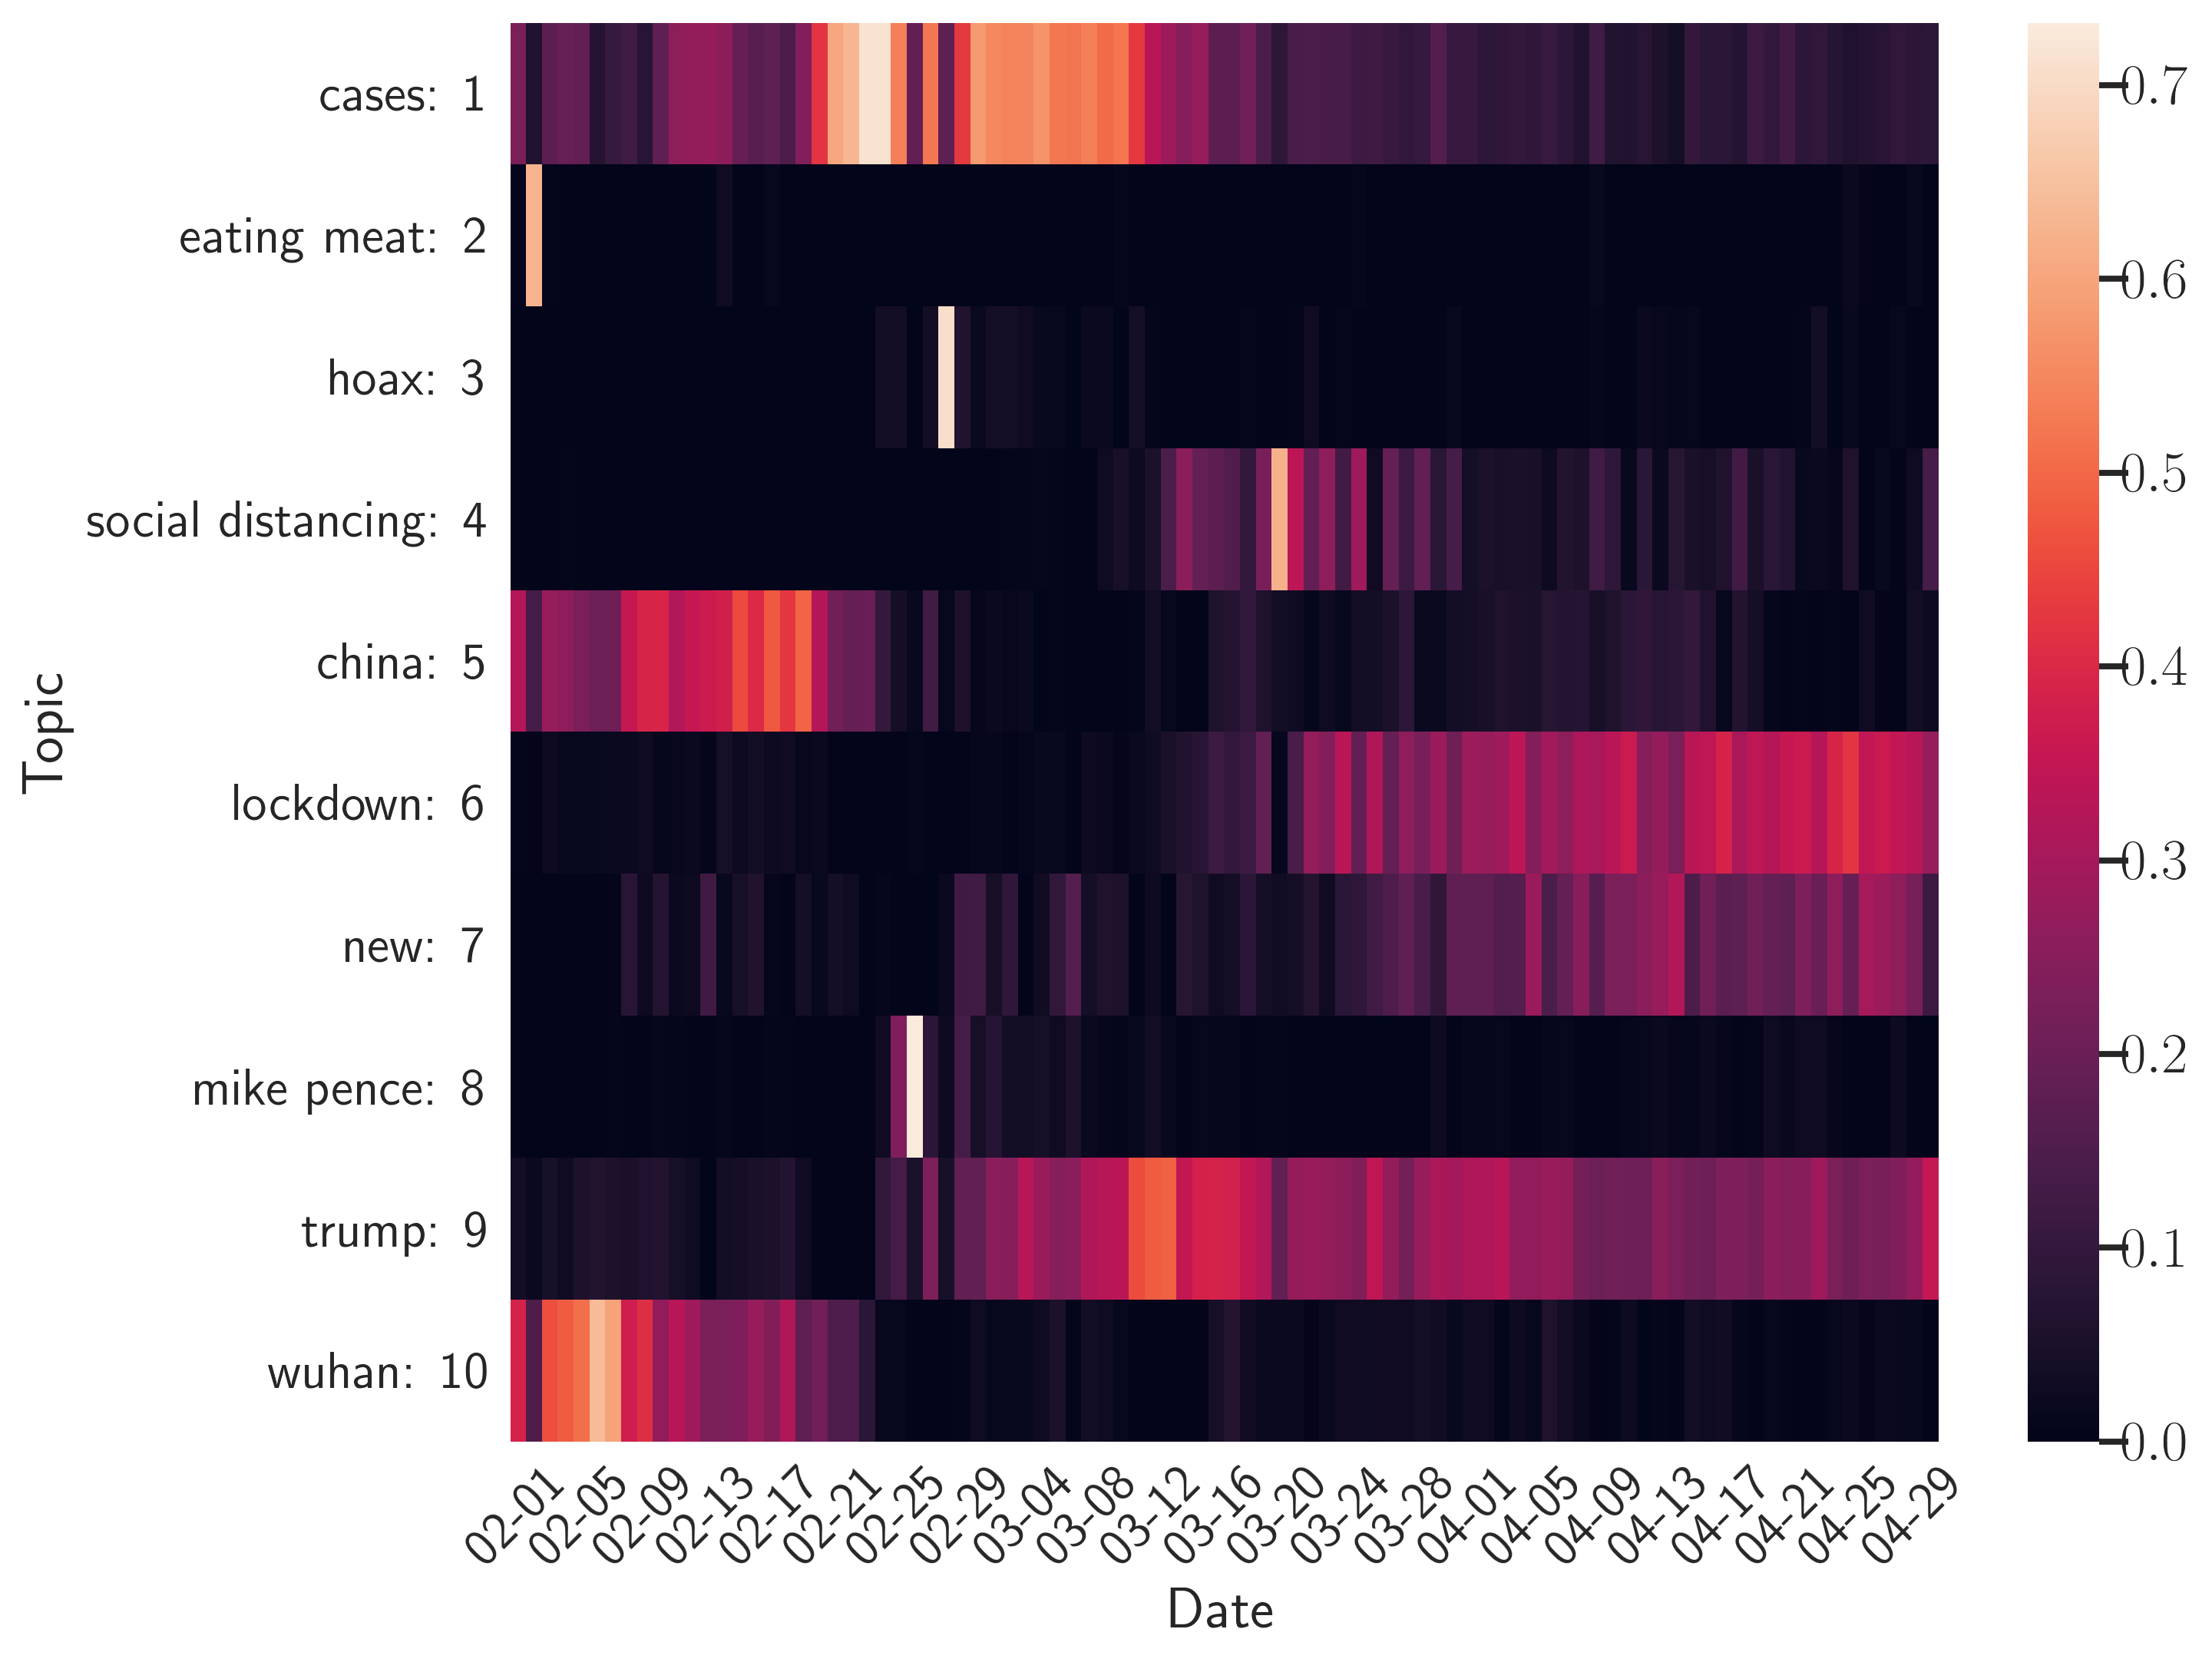 cases: 1
eating meat: 2
hoax: 3
social distancing: 4
china: 5
lockdown: 6
new: 7
mike pence: 8
trump: 9
wuhan: 10
Topic
02-01
02-05
02-09
02-13
02-17
02-21
02-25
02-29
03-04
03-08
03-12
03-16
03-20
03-24
03-28
04-01
04-05
04-09
04-13
04-17
04-21
04-25
04-29
Date
0.7
0.6
0.5
0.4
0.3
0.2
0.1
0.0